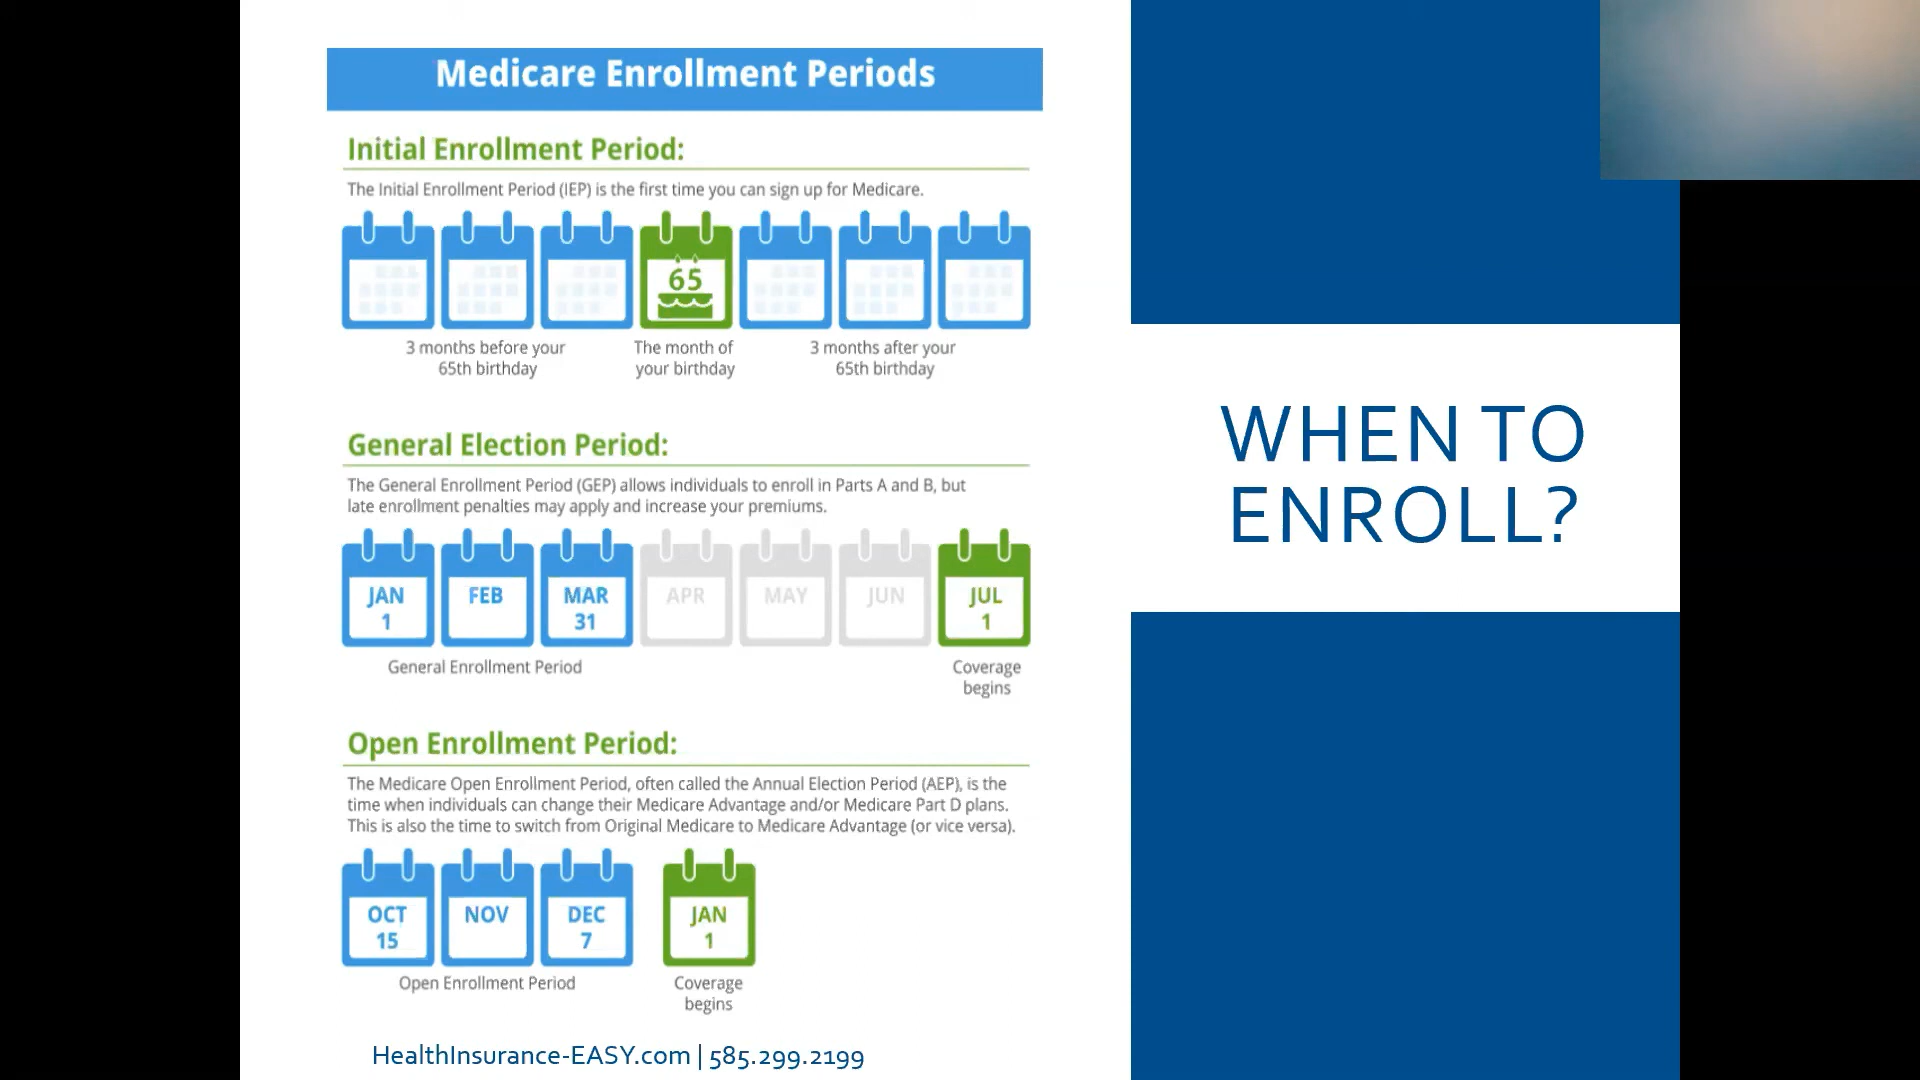 Medicare Enrollment Periods
Initial Enrollment Period:
The Initial Enrollment Period (IEP) is the first time you can sign up for Medicare.
65
3 months before your
65th birthday
The month of
your birthday
3 months after your
65th birthday
General Election Period:
The General Enrollment Period (GEP) allows individuals to enroll in Parts A and B, but
late enrollment penalties may apply and increase your premiums.
JAN
1
FEB
MAR
31
APR
MAY
JUN
JUL
1
General Enrollment Period
Coverage
begins
Open Enrollment Period:
The Medicare Open Enrollment Period, often called the Annual Election Period (AEP), is the
time when individuals can change their Medicare Advantage and/or Medicare Part D plans.
This is also the time to switch from Original Medicare to Medicare Advantage (or vice versa).
OCT
15
NOV
DEC
7
JAN
1
Open Enrollment Period
Coverage
begins
HealthInsurance-EASY.com | 585.299.2199
WHEN TO
ENROLL?